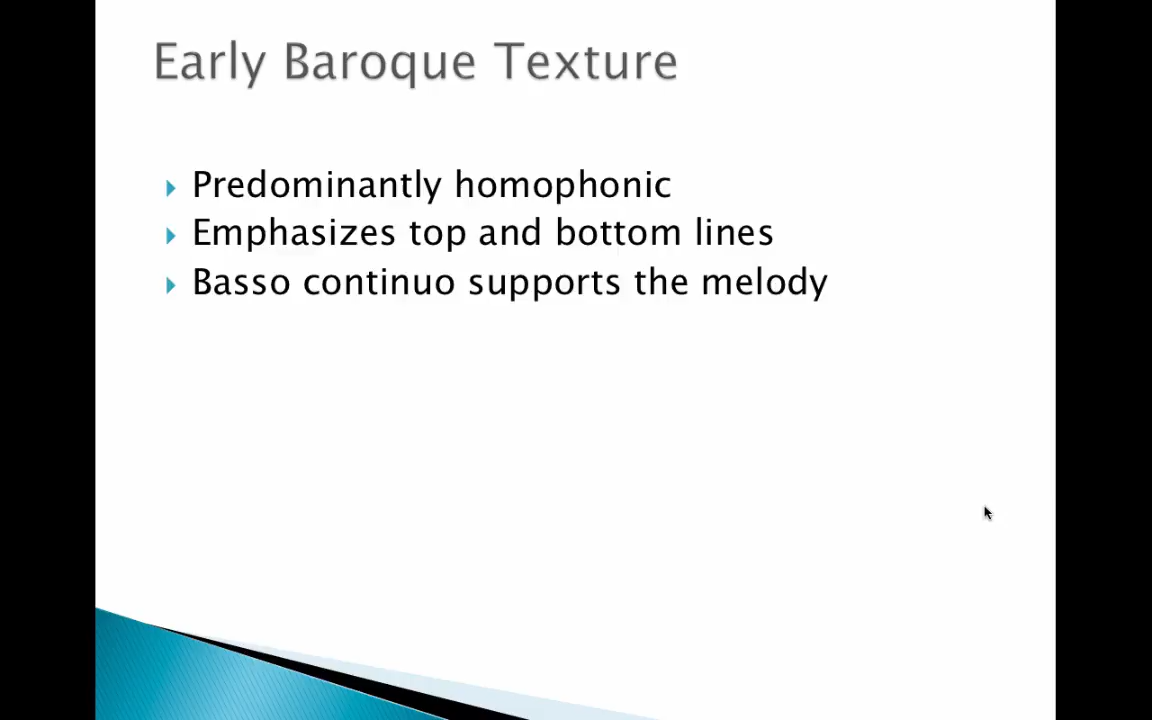 Early Baroque Texture
Predominantly homophonic
Emphasizes top and bottom lines
Basso continuo supports the melody